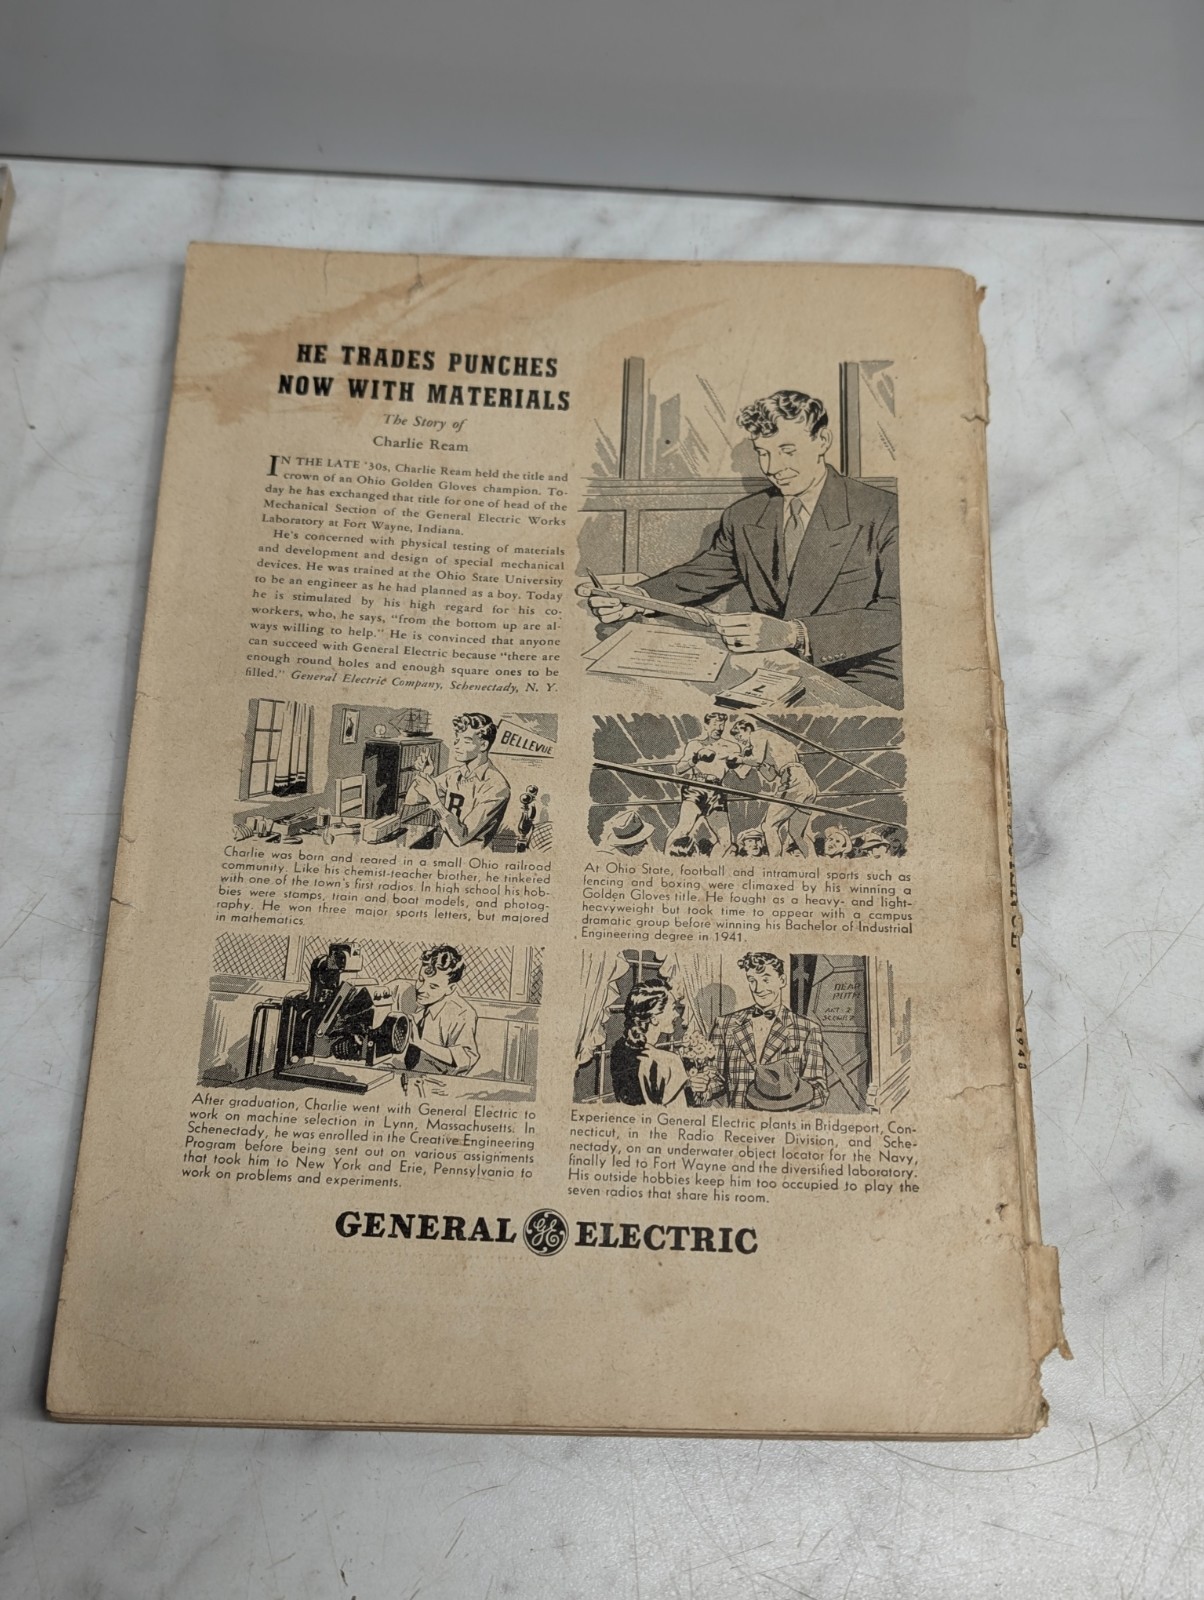 HE TRADES PUNCHES
NOW WITH MATERIALS
The Story of
Charlie Ream
IN THE LATE '30s, Charlie Ream held the title and
crown of an Ohio Golden Gloves champion. To-
day he has exchanged that title for one of head of the
Mechanical Section of the General Electric Works
Laboratory at Fort Wayne, Indiana.
He's concerned with physical testing of materials
and development and design of special mechanical
devices. He was trained at the Ohio State University
to be an engineer as he had planned as a boy. Today
he is stimulated by his high regard for his co-
workers, who, he says, "from the bottom up are al-
ways willing to help." He is convinced that anyone
can succeed with General Electric because "there are
enough round holes and enough square ones to be
filled." General Electric Company, Schenectady, N. Y.
BELLEVUE
B
Charlie was born and reared in a small Ohio railroad
community. Like his chemist-teacher brother, he tinkered
with one of the town's first radios. In high school his hob-
bies were stamps, train and boat models, and photog-
raphy. He won three major sports letters, but majored
in mathematics.
At Ohio State, football and intramural sports such as
fencing and boxing were climaxed by his winning a
Golden Gloves title. He fought as a heavy- and light-
heavyweight but took time to appear with a campus
dramatic group before winning his Bachelor of Industrial
Engineering degree in 1941.
DEAR
RUTH
ACT-2
After graduation, Charlie went with General Electric to
work on machine selection in Lynn, Massachusetts. In
Schenectady, he was enrolled in the Creative Engineering
Program before being sent out on various assignments
that took him to New York and Erie, Pennsylvania to
work on problems and experiments.
Experience in General Electric plants in Bridgeport, Con-
necticut, in the Radio Receiver Division, and Sche-
nectady, on an underwater object locator for the Navy,
finally led to Fort Wayne and the diversified laboratory.
His outside hobbies keep him too occupied to play the
seven radios that share his room.
GENERAL GE ELECTRIC